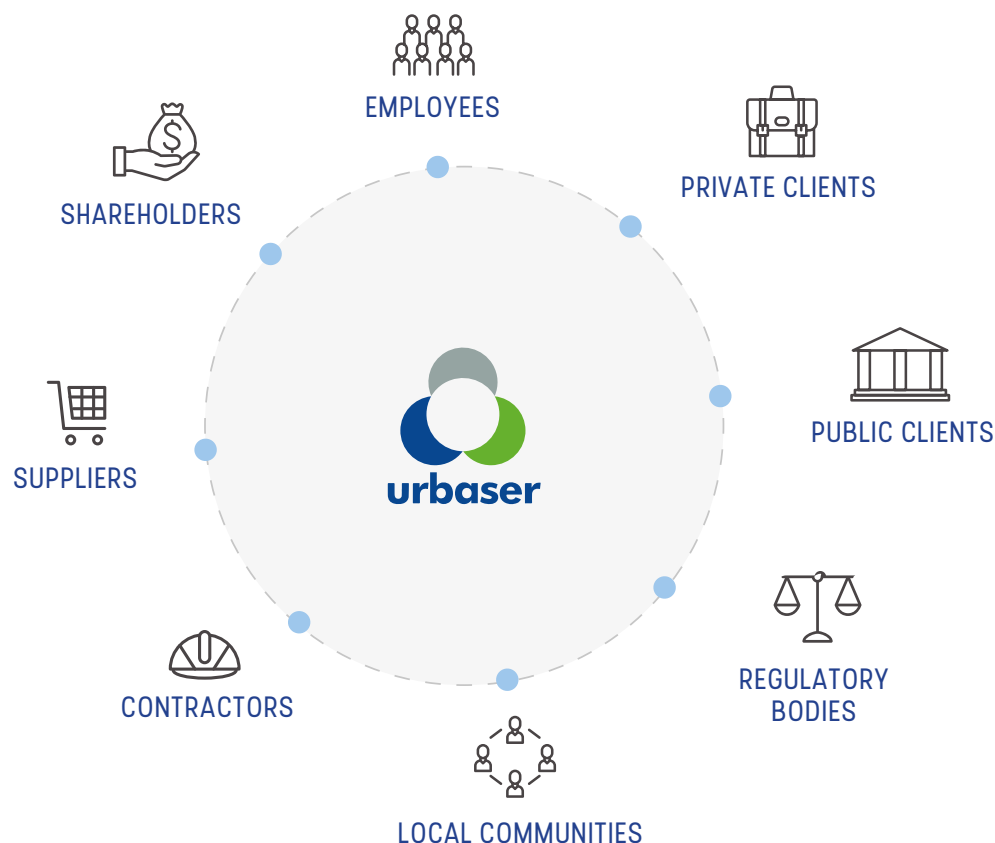 EMPLOYEES
PRIVATE CLIENTS
SHAREHOLDERS
PUBLIC CLIENTS
SUPPLIERS
urbaser
REGULATORY
BODIES
CONTRACTORS
LOCAL COMMUNITIES